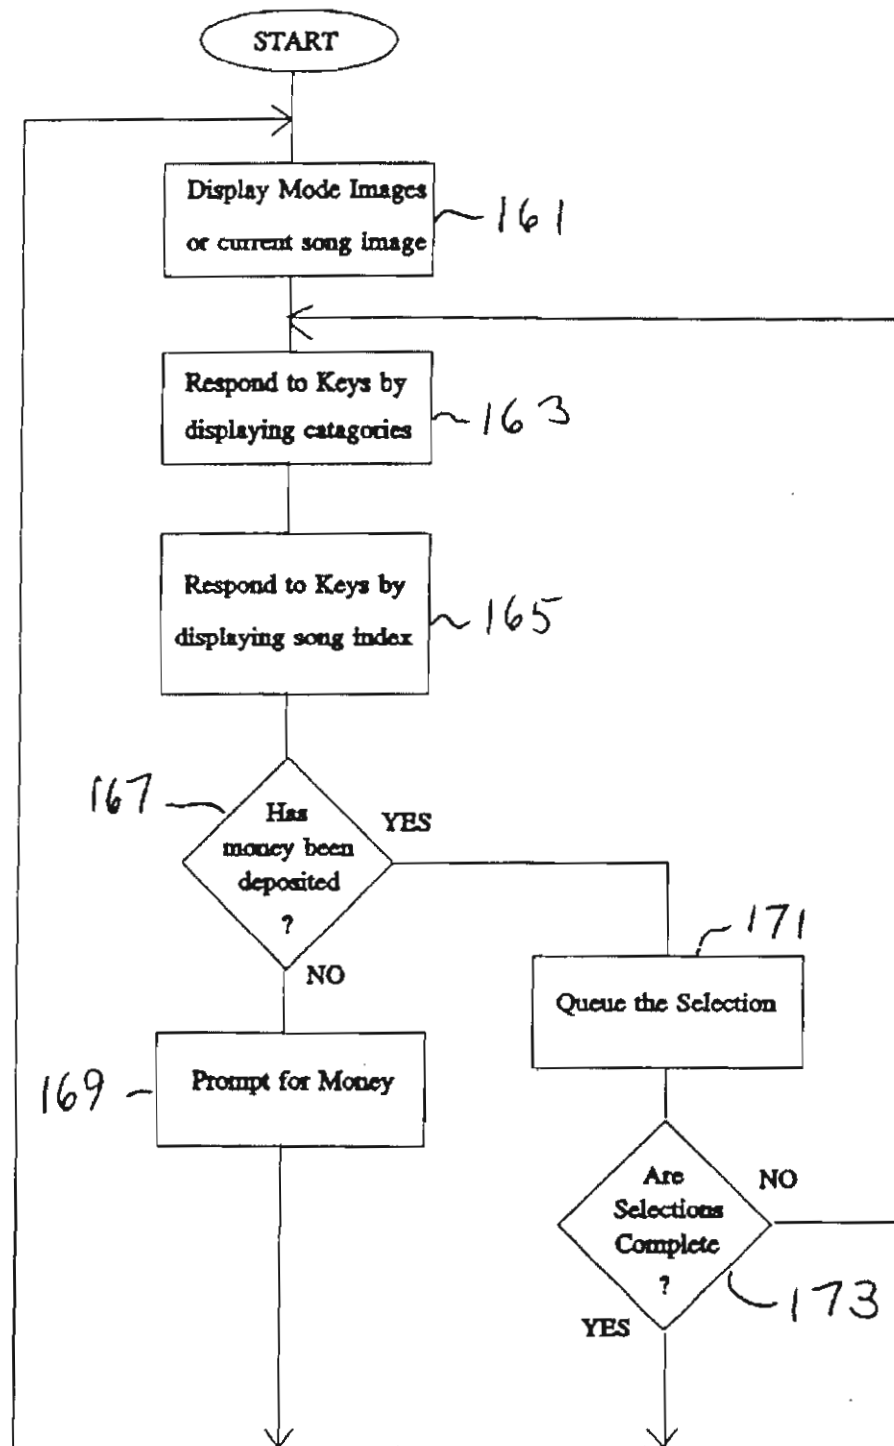 START
Display Mode Images
or current song image
161
Respond to Keys by
displaying catagories
163
Respond to Keys by
displaying song index
165
167
Has
money been
deposited
?
YES
NO
171
Queue the Selection
169
Prompt for Money
Are
Selections
Complete
?
NO
173
YES